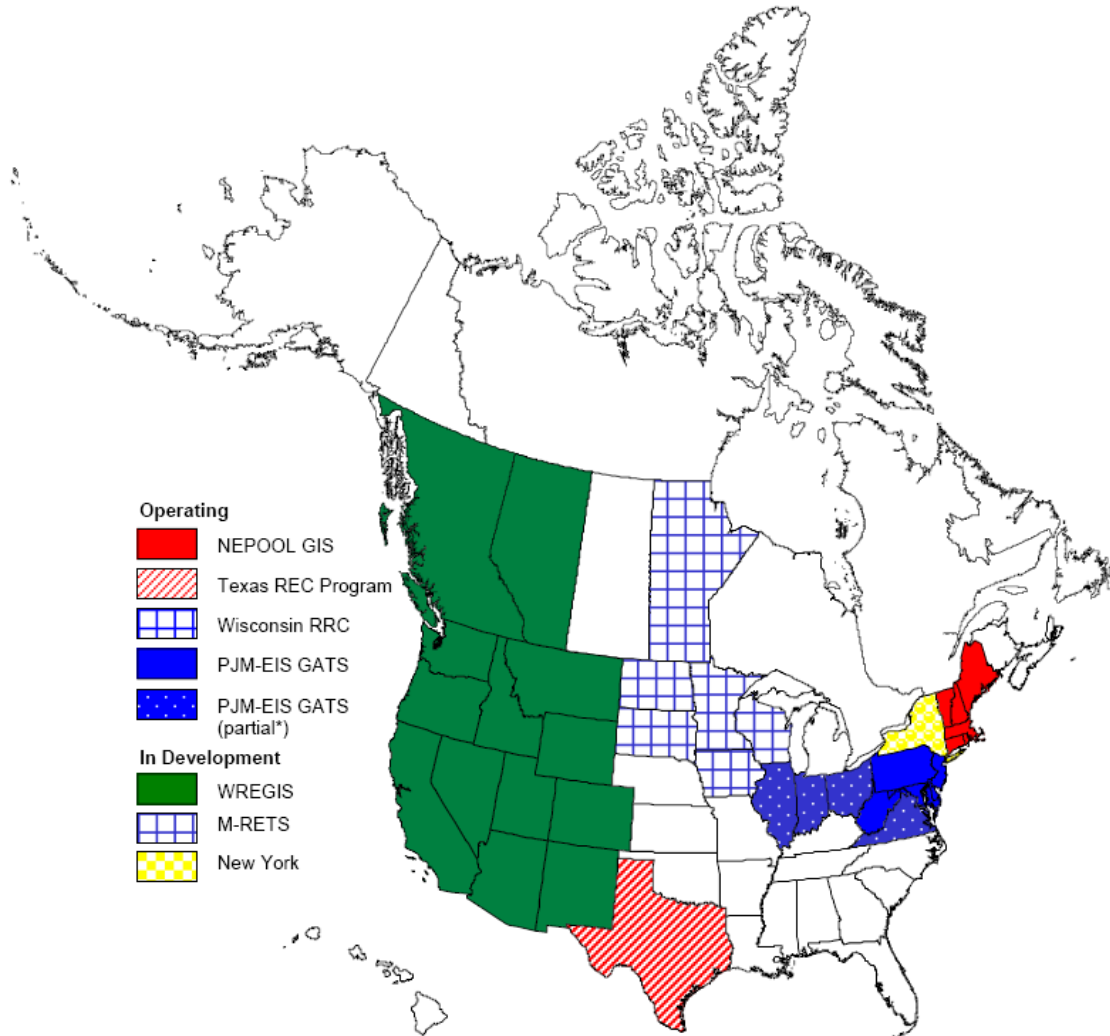 Operating
NEPOOL GIS
Texas REC Program
Wisconsin RRC
PJM-EIS GATS
PJM-EIS GATS
(partial*)
In Development
WREGIS
M-RETS
New York